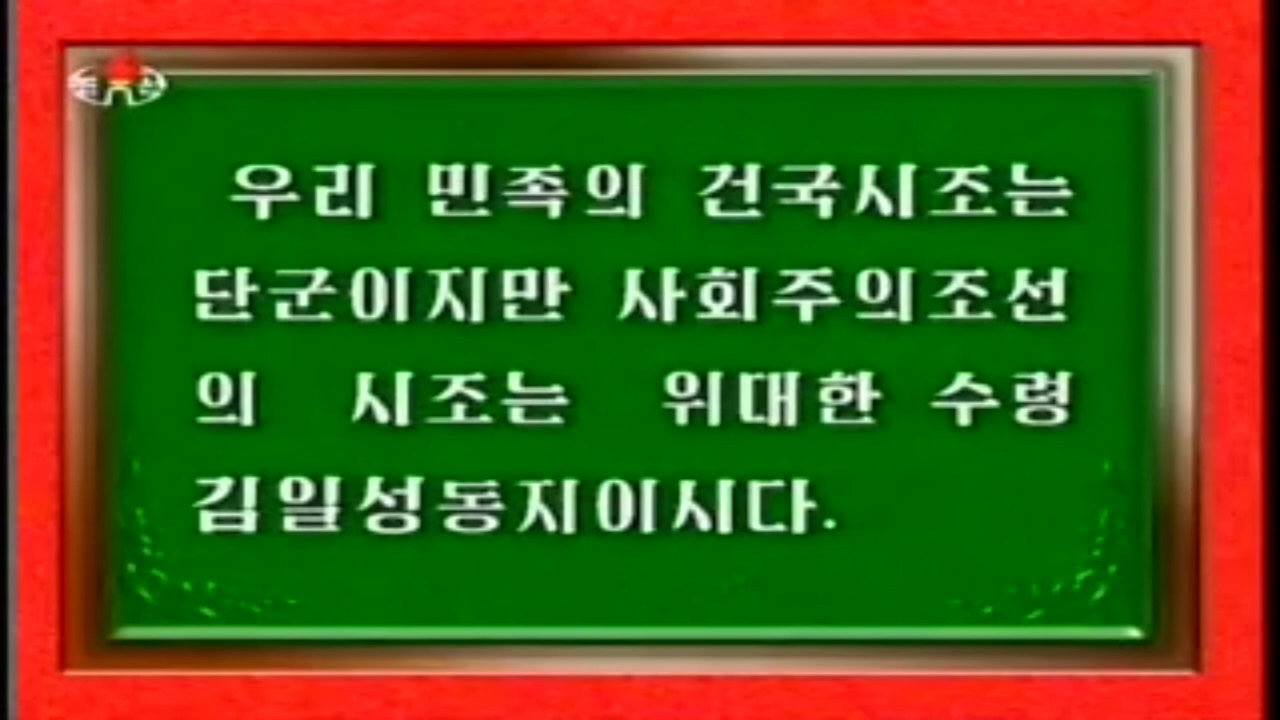 우리 민족의 건국시조는
단군이지만 사회주의조선
의 시조는 위대한 수령
김일성동지이시다.